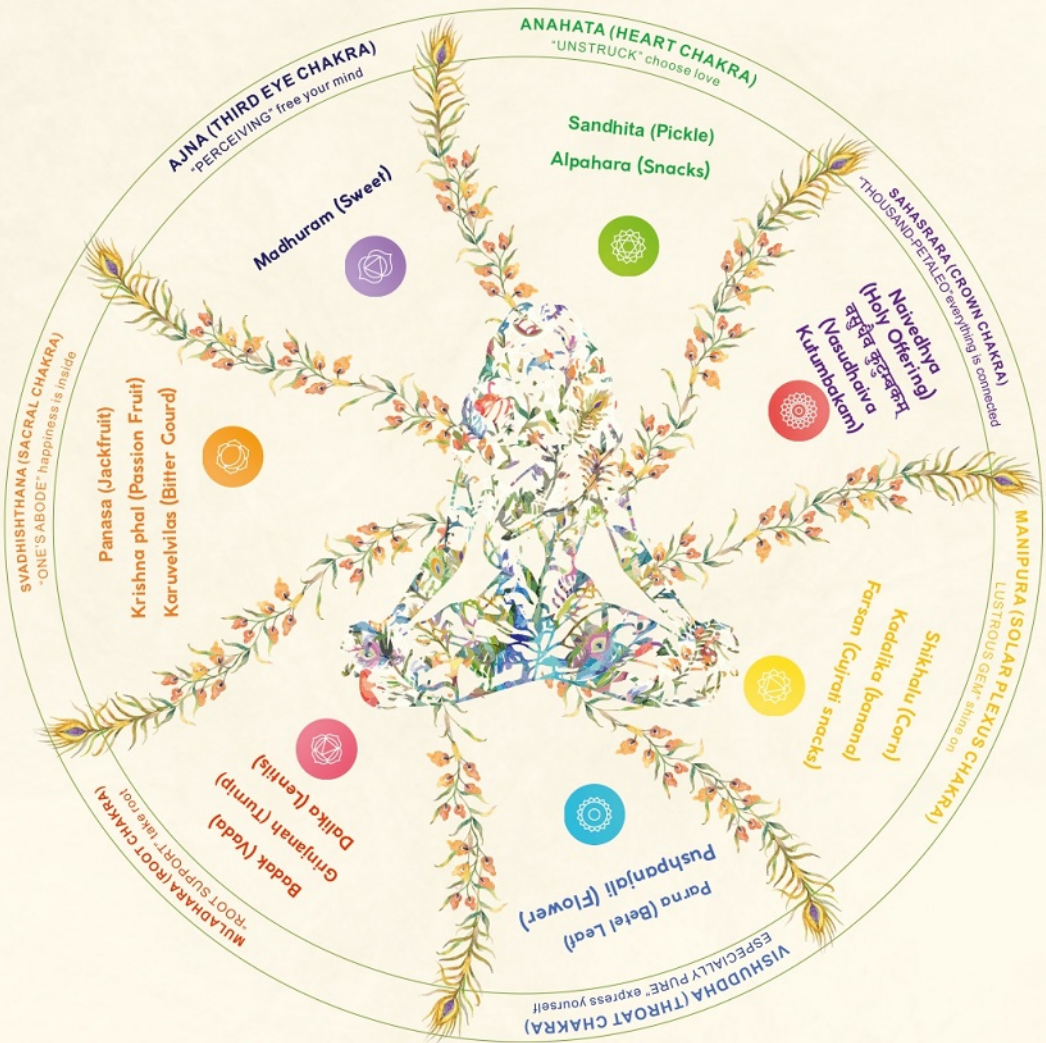 ANAHATA (HEART CHAKRA)
"UNSTRUCK" choose love
Sandhita (Pickle)
Alpahara (Snacks)
SAHASRARA (CROWN CHAKRA)
"THOUSAND-PETALEO" everything is connected
Naivedhya
(Holy Offering)
वसुधैव कुटुम्बकम्
(Vasudhaiva
Kutumbakam)
MANIPURA (SOLAR PLEXUS CHAKRA)
LUSTROUS GEM" shine on
Shikhalu (Corn)
Kadalika (banana)
Farsan (Gujrati snacks)
VISHUDDHA (THROAT CHAKRA)
ESPECIALLY PURE" express yourself
Pushpanjali (Flower)
Parna (Betel Leaf)
MULADHARA (ROOT CHAKRA)
"ROOT SUPPORT" take root
Dalika (Lentils)
Grinjanah (Turnip)
Badak (Vada)
SVADHISHTHANA (SACRAL CHAKRA)
"ONE'S ABODE" happiness is inside
Panasa (Jackfruit)
Krishna phal (Passion Fruit)
Karuvelvilas (Bitter Gourd)
AJNA (THIRD EYE CHAKRA)
"PERCEIVING" free your mind
Madhuram (Sweet)